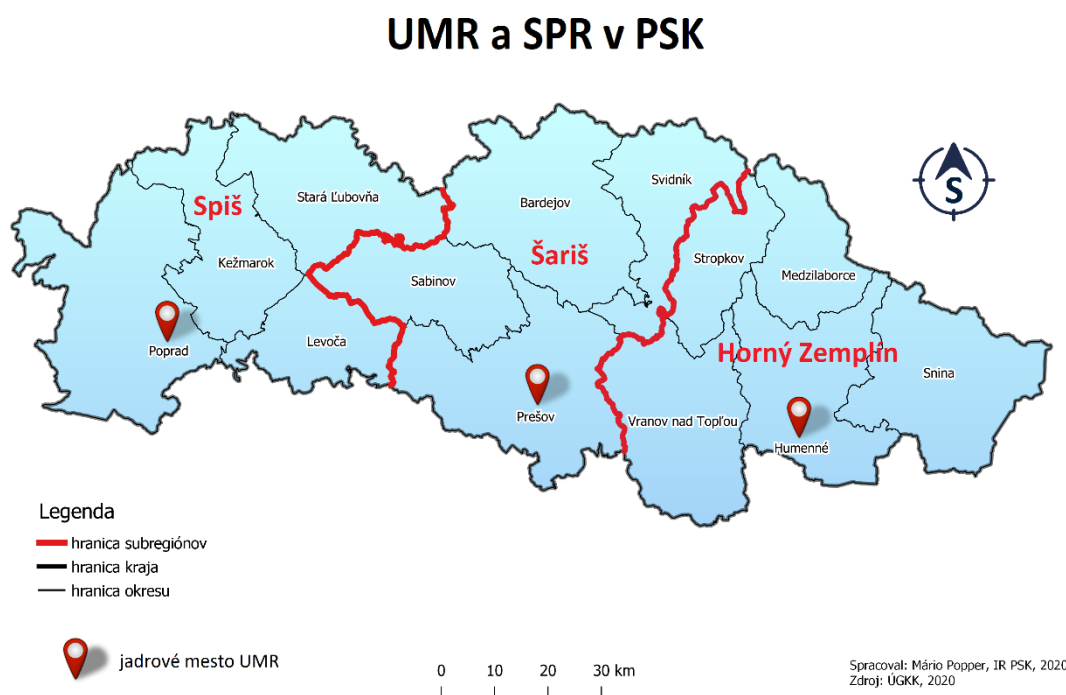 UMR a SPR v PSK
Svidník
Stará Ľubovňa
Bardejov
Spiš
Šariš
Stropkov
Kežmarok
Medzilaborce
Sabinov
Levoča
Poprad
Horný Zemplín
Snina
Prešov
Vranov nad Topľou
Humenné
S
Legenda
hranica subregiónov
hranica kraja
hranica okresu
jadrové mesto UMR
0 10 20 30 km
Spracoval: Mário Popper, IR PSK, 2020
Zdroj: ÚGKK, 2020